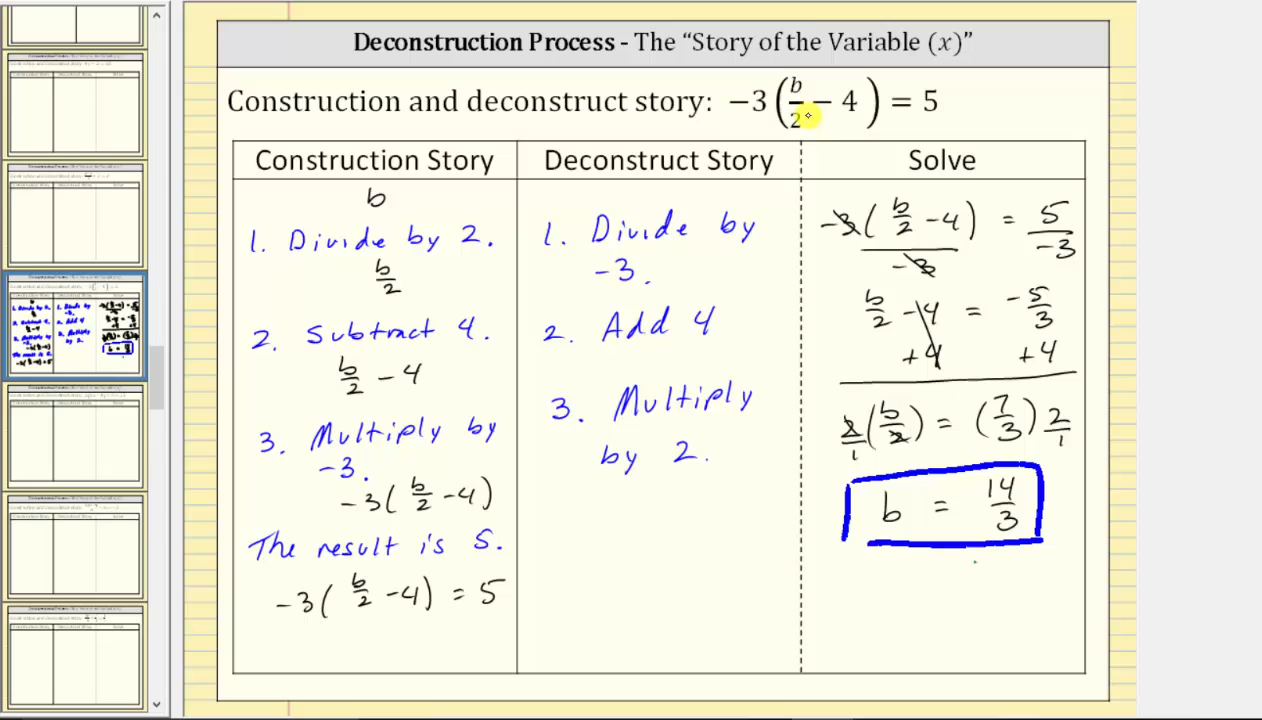 Deconstruction Process - The “Story of the Variable (x)”
Construction and deconstruct story: −3(b/2 − 4) = 5
Construction Story
b
1. Divide by 2.
b/2
2. Subtract 4.
b/2 − 4
3. Multiply by
−3.
−3(b/2 − 4)
The result is 5.
−3(b/2 − 4) = 5
Deconstruct Story
1. Divide by
−3.
2. Add 4
3. Multiply
by 2.
Solve
−3(b/2 − 4)/−3 = 5/−3
b/2 − 4 = −5/3
+4 +4
2/1(b/2) = (7/3)2/1
b = 14/3